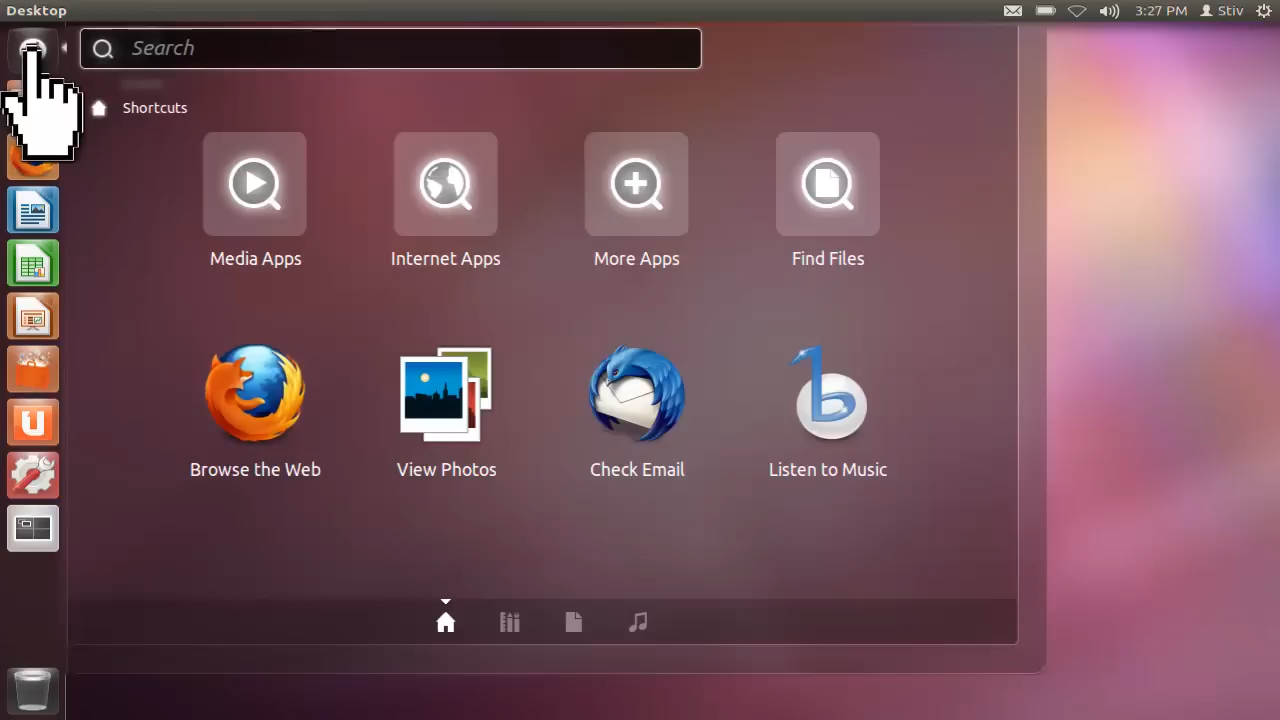 Desktop
3:27 PM
Stiv
Search
Shortcuts
Media Apps
Internet Apps
More Apps
Find Files
Browse the Web
View Photos
Check Email
Listen to Music